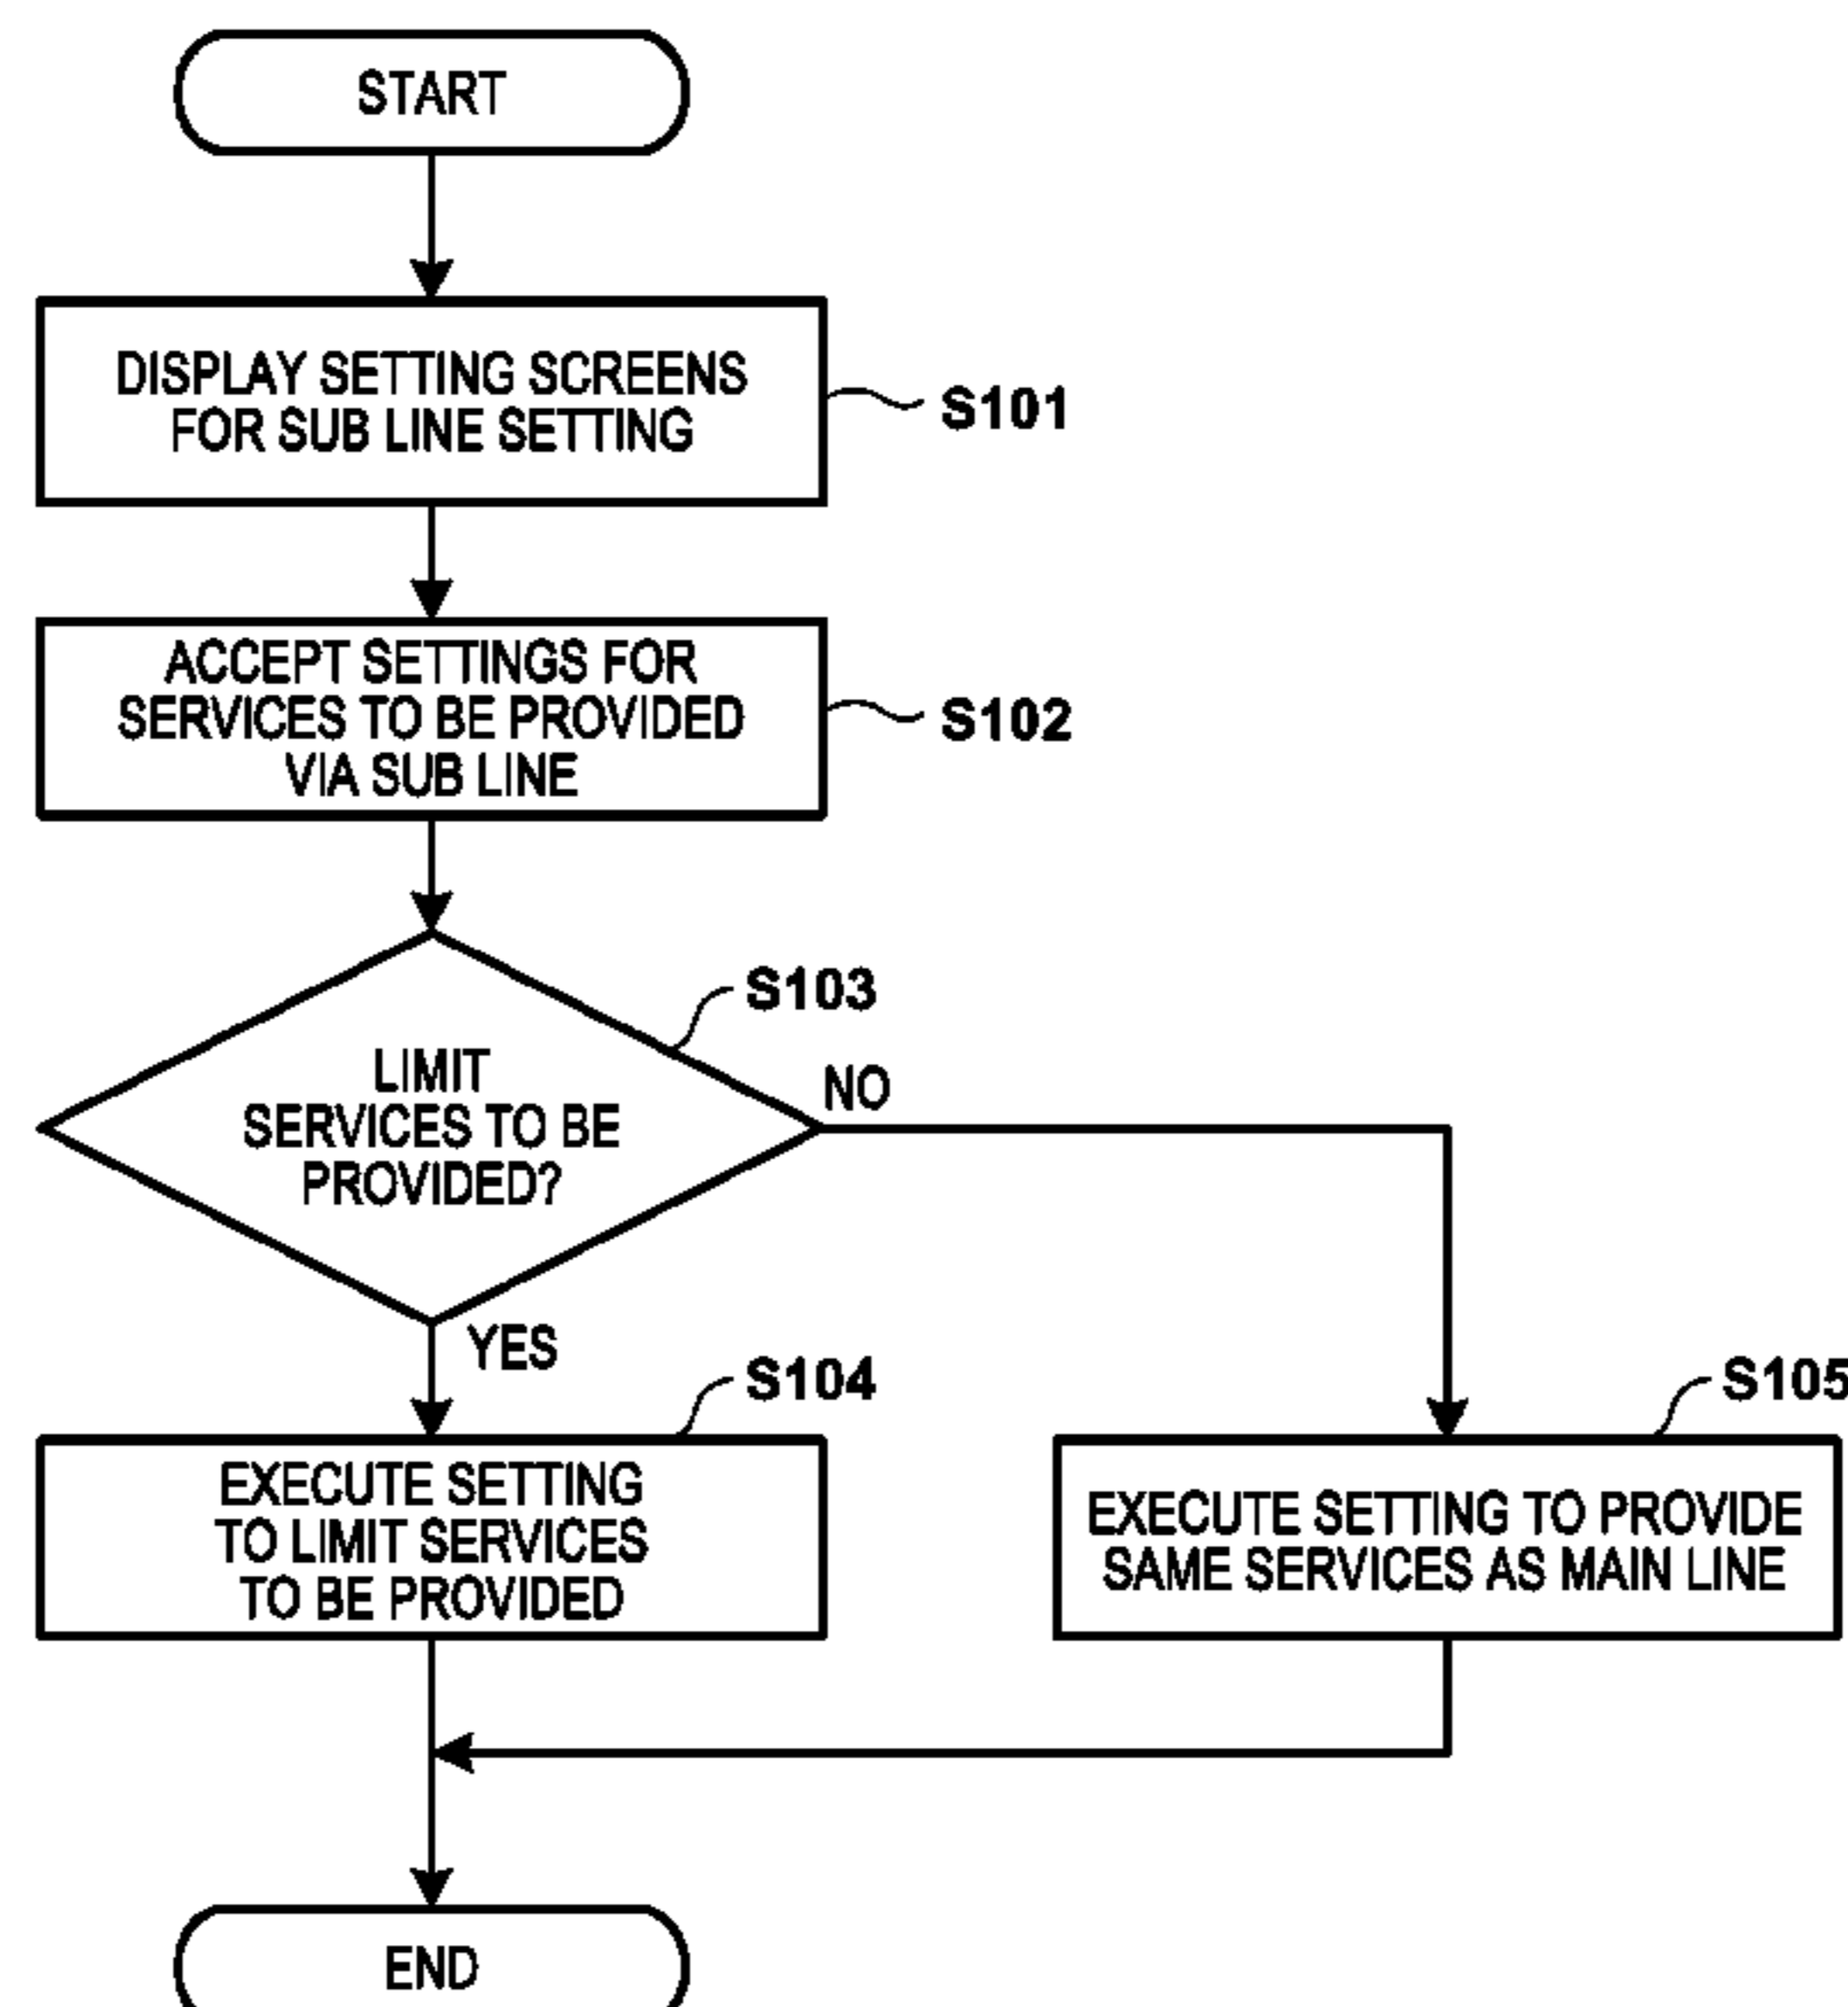 START
DISPLAY SETTING SCREENS
FOR SUB LINE SETTING
S101
ACCEPT SETTINGS FOR
SERVICES TO BE PROVIDED
VIA SUB LINE
S102
S103
LIMIT
SERVICES TO BE
PROVIDED?
NO
YES
S104
EXECUTE SETTING
TO LIMIT SERVICES
TO BE PROVIDED
S105
EXECUTE SETTING TO PROVIDE
SAME SERVICES AS MAIN LINE
END